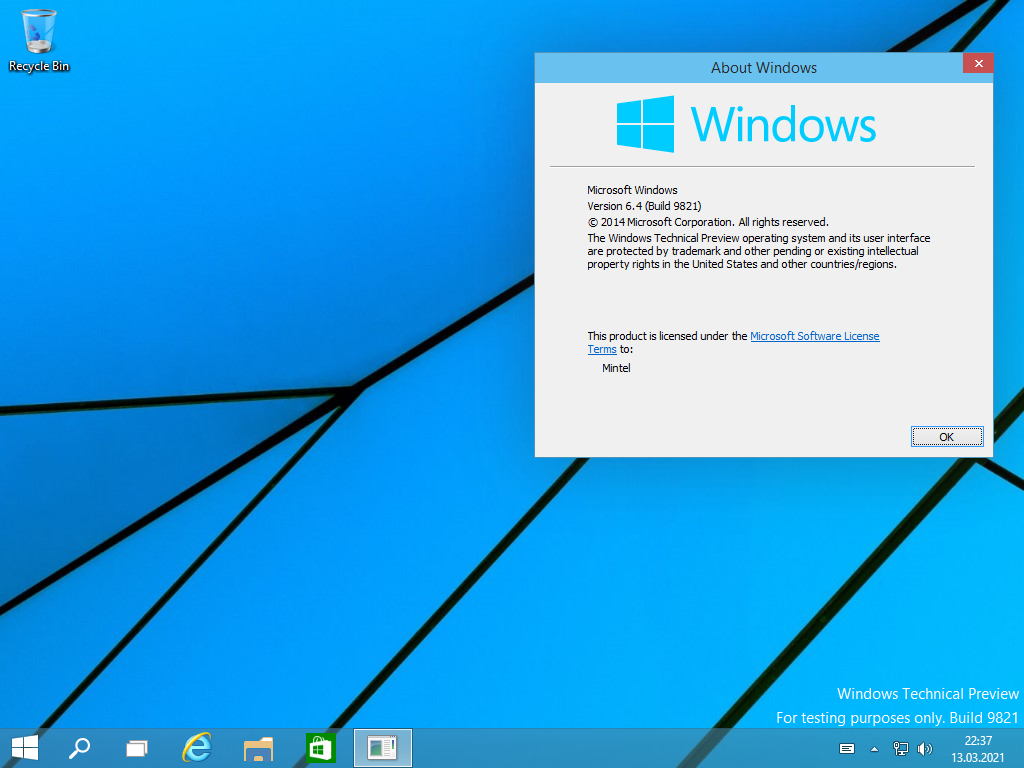 Recycle Bin
About Windows
Windows
Microsoft Windows
Version 6.4 (Build 9821)
© 2014 Microsoft Corporation. All rights reserved.
The Windows Technical Preview operating system and its user interface
are protected by trademark and other pending or existing intellectual
property rights in the United States and other countries/regions.
This product is licensed under the Microsoft Software License
Terms to:
Mintel
OK
Windows Technical Preview
For testing purposes only. Build 9821
22:37
13.03.2021